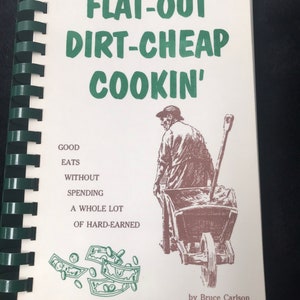 FLAT-OUT
DIRT-CHEAP
COOKIN'
GOOD
EATS
WITHOUT
SPENDING
A WHOLE LOT
OF HARD-EARNED
by Bruce Carlson